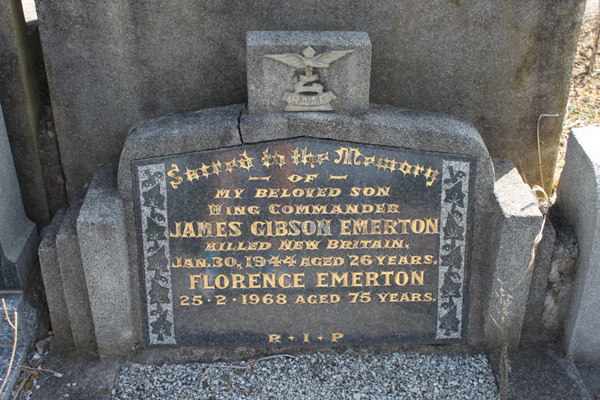 R.A.A.F.
Sacred to the Memory
— OF —
MY BELOVED SON
WING COMMANDER
JAMES GIBSON EMERTON
KILLED NEW BRITAIN.
JAN. 30, 1944 AGED 26 YEARS.
FLORENCE EMERTON
25-2-1968 AGED 75 YEARS.
R • I • P